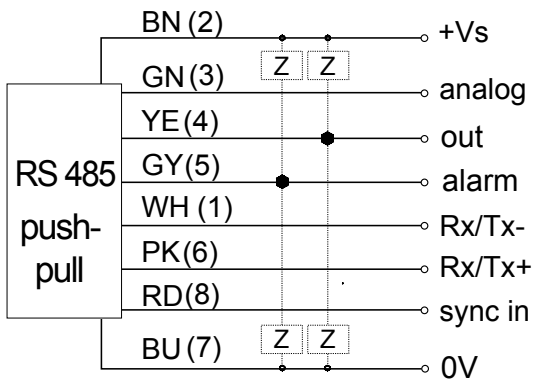 BN (2)
+Vs
Z Z
GN (3)
analog
YE (4)
out
RS 485
push-
pull
GY (5)
alarm
WH (1)
Rx/Tx-
PK (6)
Rx/Tx+
RD (8)
sync in
BU (7)
Z Z
0V